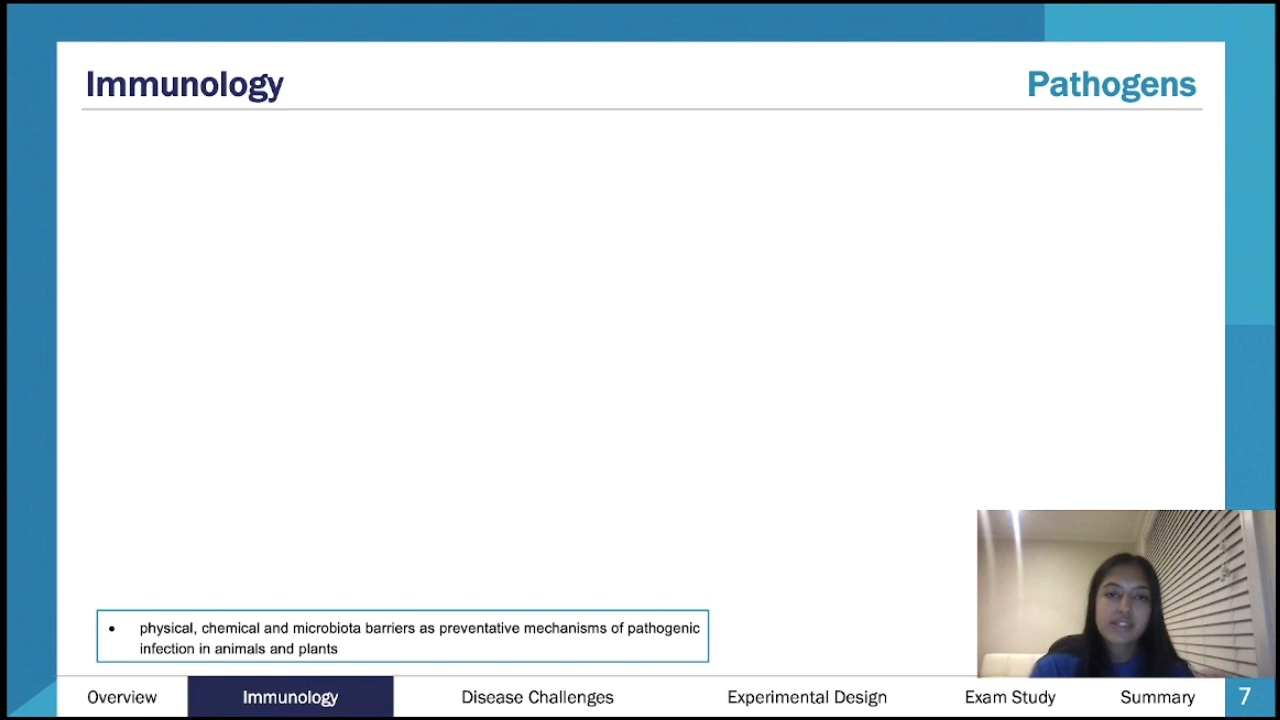 Immunology
Pathogens
• physical, chemical and microbiota barriers as preventative mechanisms of pathogenic
infection in animals and plants
Overview Immunology Disease Challenges Experimental Design Exam Study Summary 7